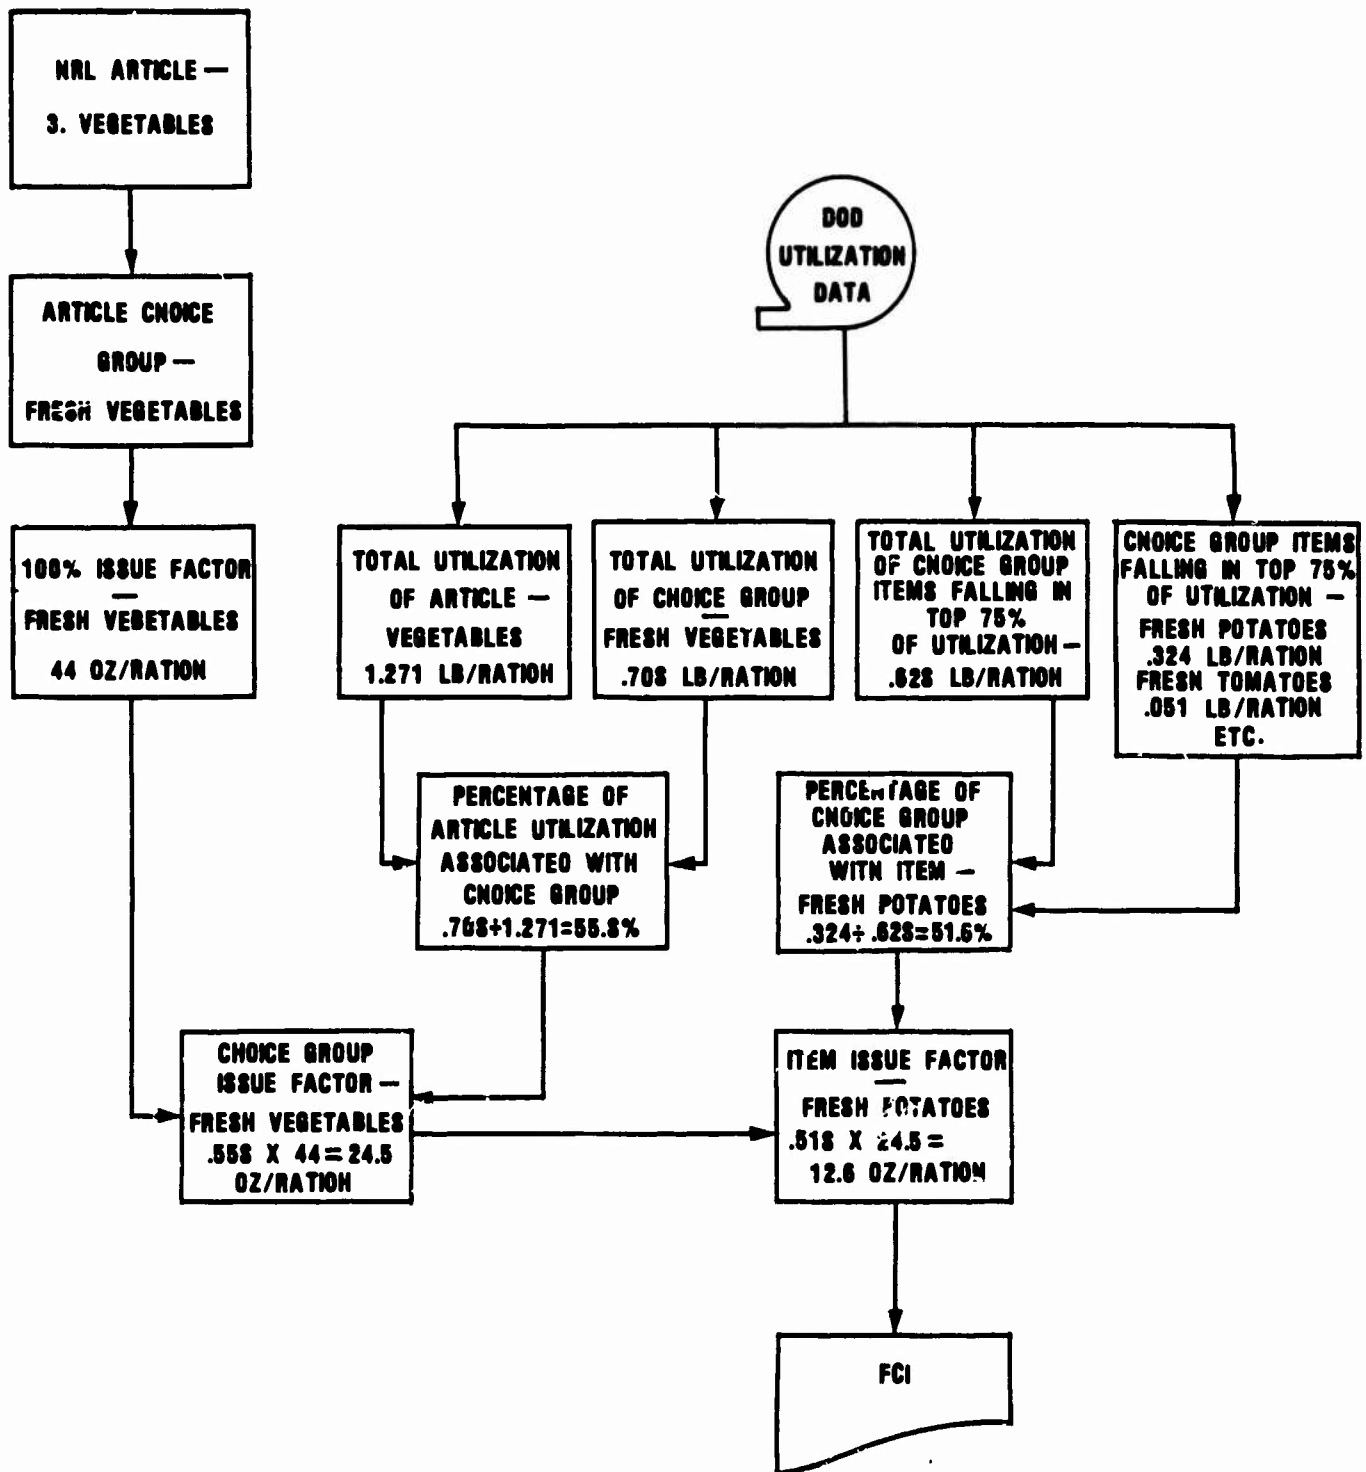 NRL ARTICLE —
3. VEGETABLES
ARTICLE CHOICE
GROUP —
FRESH VEGETABLES
100% ISSUE FACTOR
—
FRESH VEGETABLES
44 OZ/RATION
DOD
UTILIZATION
DATA
TOTAL UTILIZATION
OF ARTICLE —
VEGETABLES
1.271 LB/RATION
TOTAL UTILIZATION
OF CHOICE GROUP
—
FRESH VEGETABLES
.708 LB/RATION
TOTAL UTILIZATION
OF CHOICE GROUP
ITEMS FALLING IN
TOP 75%
OF UTILIZATION —
.628 LB/RATION
CHOICE GROUP ITEMS
FALLING IN TOP 75%
OF UTILIZATION —
FRESH POTATOES
.324 LB/RATION
FRESH TOMATOES
.051 LB/RATION
ETC.
PERCENTAGE OF
ARTICLE UTILIZATION
ASSOCIATED WITH
CHOICE GROUP
.708÷1.271=55.8%
PERCENTAGE OF
CHOICE GROUP
ASSOCIATED
WITH ITEM —
FRESH POTATOES
.324÷ .628=51.6%
CHOICE GROUP
ISSUE FACTOR —
FRESH VEGETABLES
.558 X 44=24.5
OZ/RATION
ITEM ISSUE FACTOR
—
FRESH POTATOES
X 24.5=
12.6 OZ/RATION
FCI